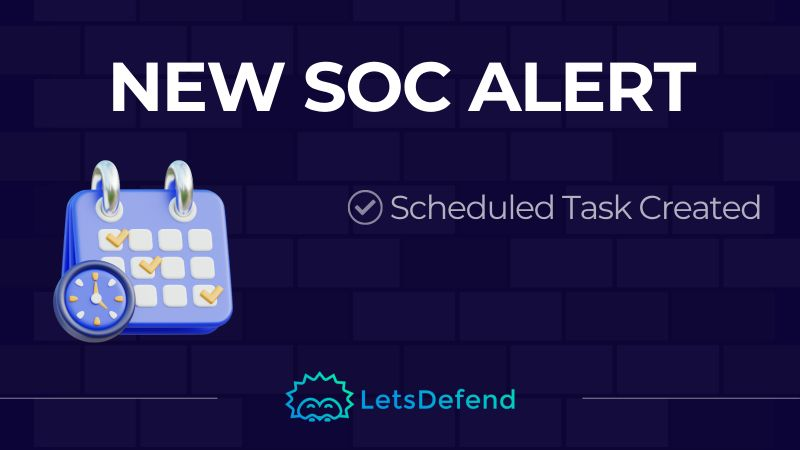 NEW SOC ALERT
Scheduled Task Created
LetsDefend